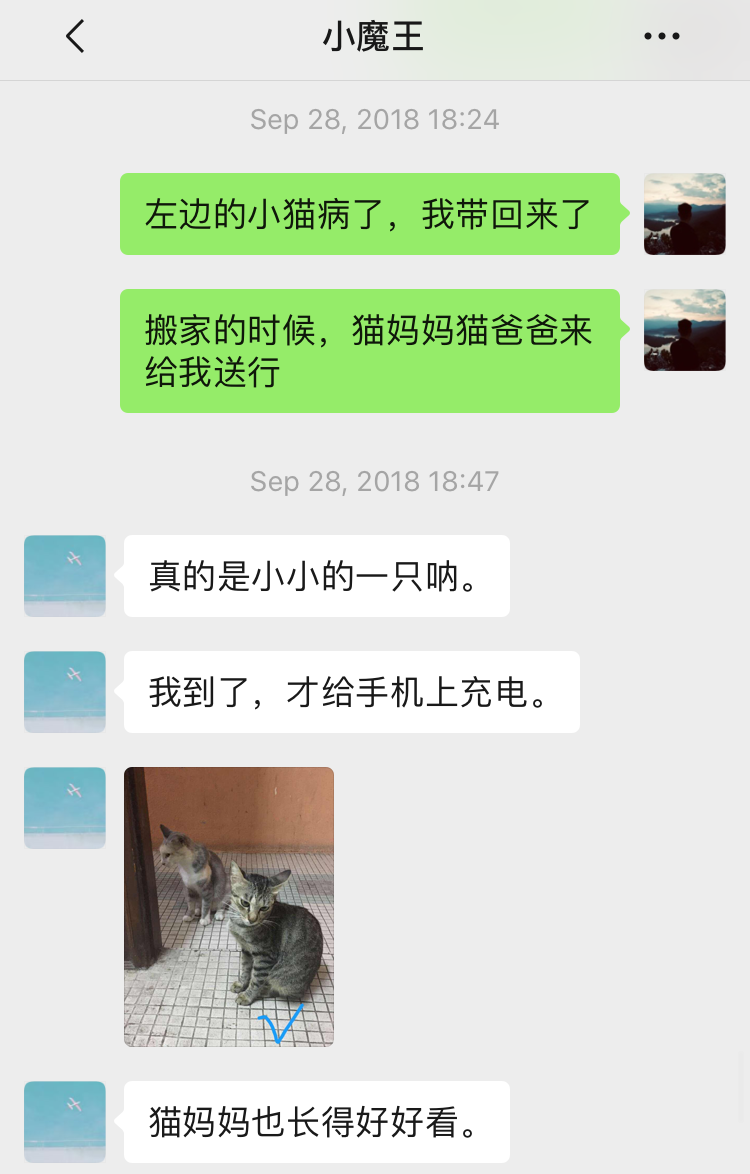 小魔王
Sep 28, 2018 18:24
左边的小猫病了，我带回来了
搬家的时候，猫妈妈猫爸爸来
给我送行
Sep 28, 2018 18:47
真的是小小的一只呐。
我到了，才给手机上充电。
猫妈妈也长得好好看。